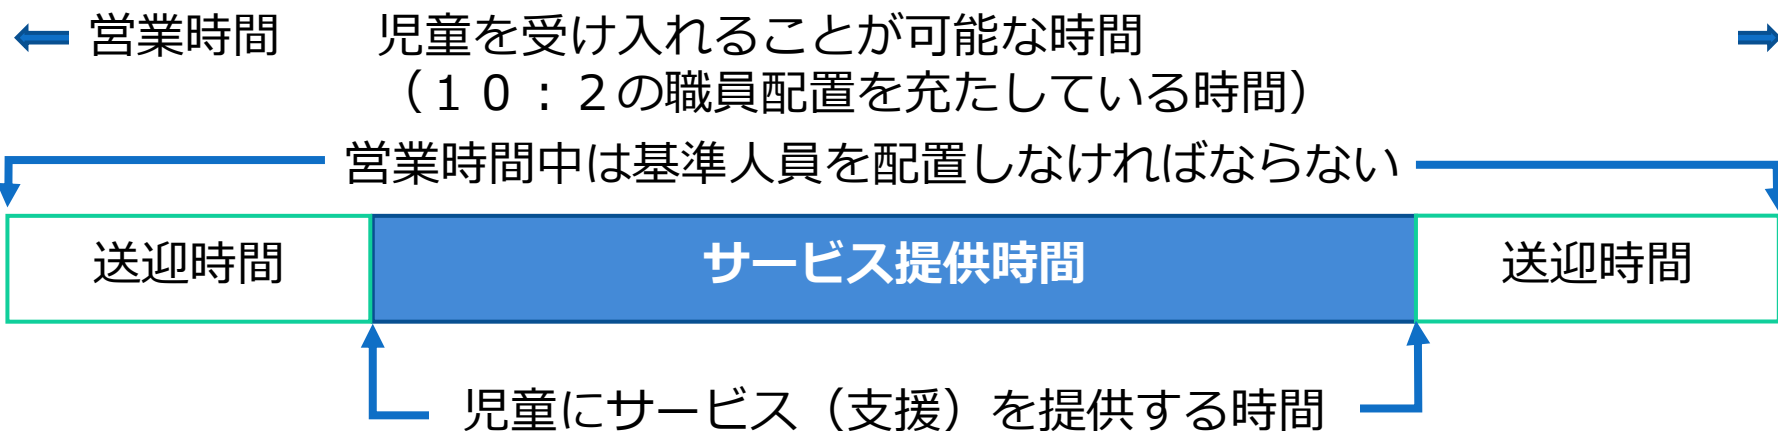 営業時間　　児童を受け入れることが可能な時間
（１０：２の職員配置を充たしている時間）
営業時間中は基準人員を配置しなければならない
送迎時間　サービス提供時間　送迎時間
児童にサービス（支援）を提供する時間